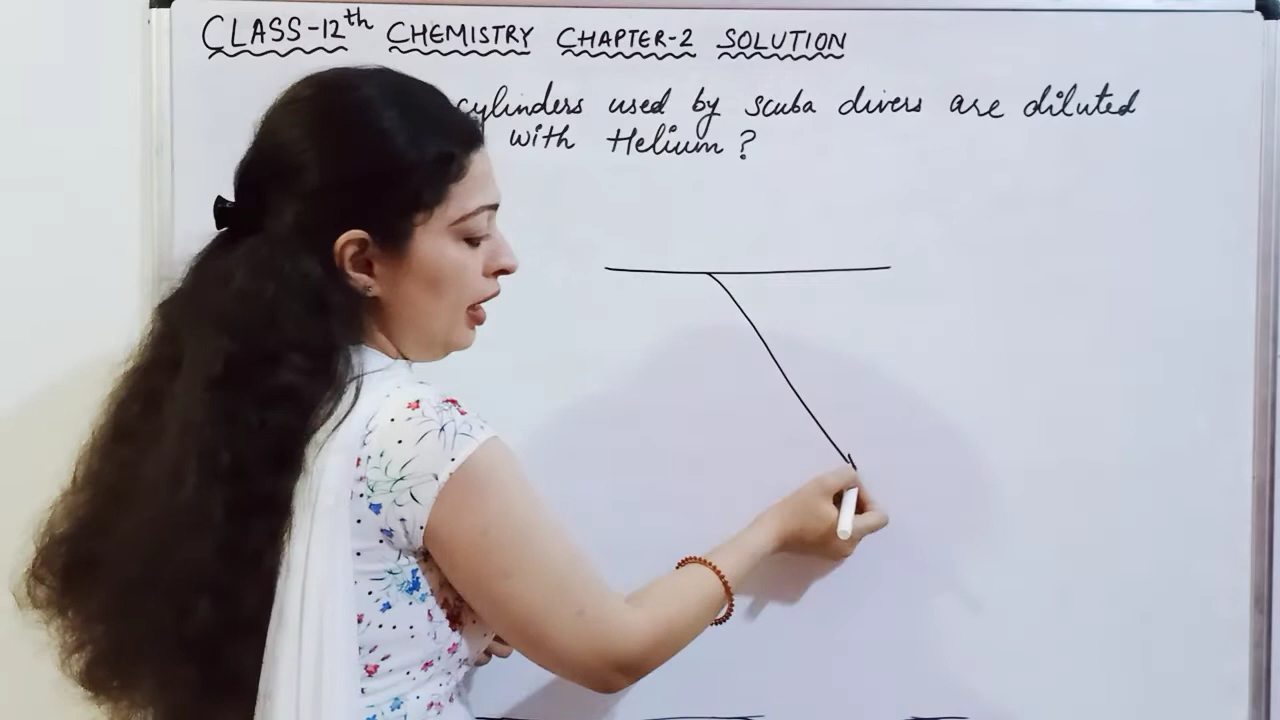 CLASS-12th CHEMISTRY CHAPTER-2 SOLUTION
cylinders used by scuba divers are diluted
with Helium ?